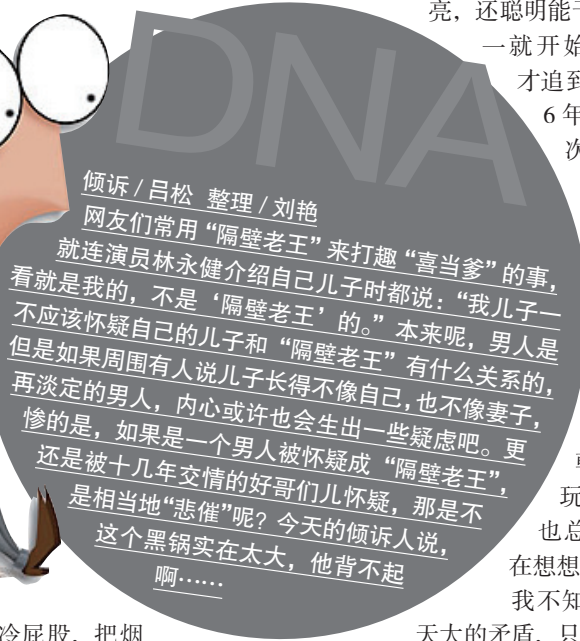 DNA
亮，还聪明能干
一就开始
才追到
6 年
次
倾诉 / 吕松 整理 / 刘艳
网友们常用“隔壁老王”来打趣“喜当爹”的事，
就连演员林永健介绍自己儿子时都说：“我儿子一
看就是我的，不是‘隔壁老王’的。”本来呢，男人是
不应该怀疑自己的儿子和“隔壁老王”有什么关系的，
但是如果周围有人说儿子长得不像自己，也不像妻子，
再淡定的男人，内心或许也会生出一些疑虑吧。更
惨的是，如果是一个男人被怀疑成“隔壁老王”，
还是被十几年交情的好哥们儿怀疑，那是不
是相当地“悲催”呢？今天的倾诉人说，
这个黑锅实在太大，他背不起
啊……
玩
也总
在想想
我不知
天大的矛盾，只
冷屁股，把烟